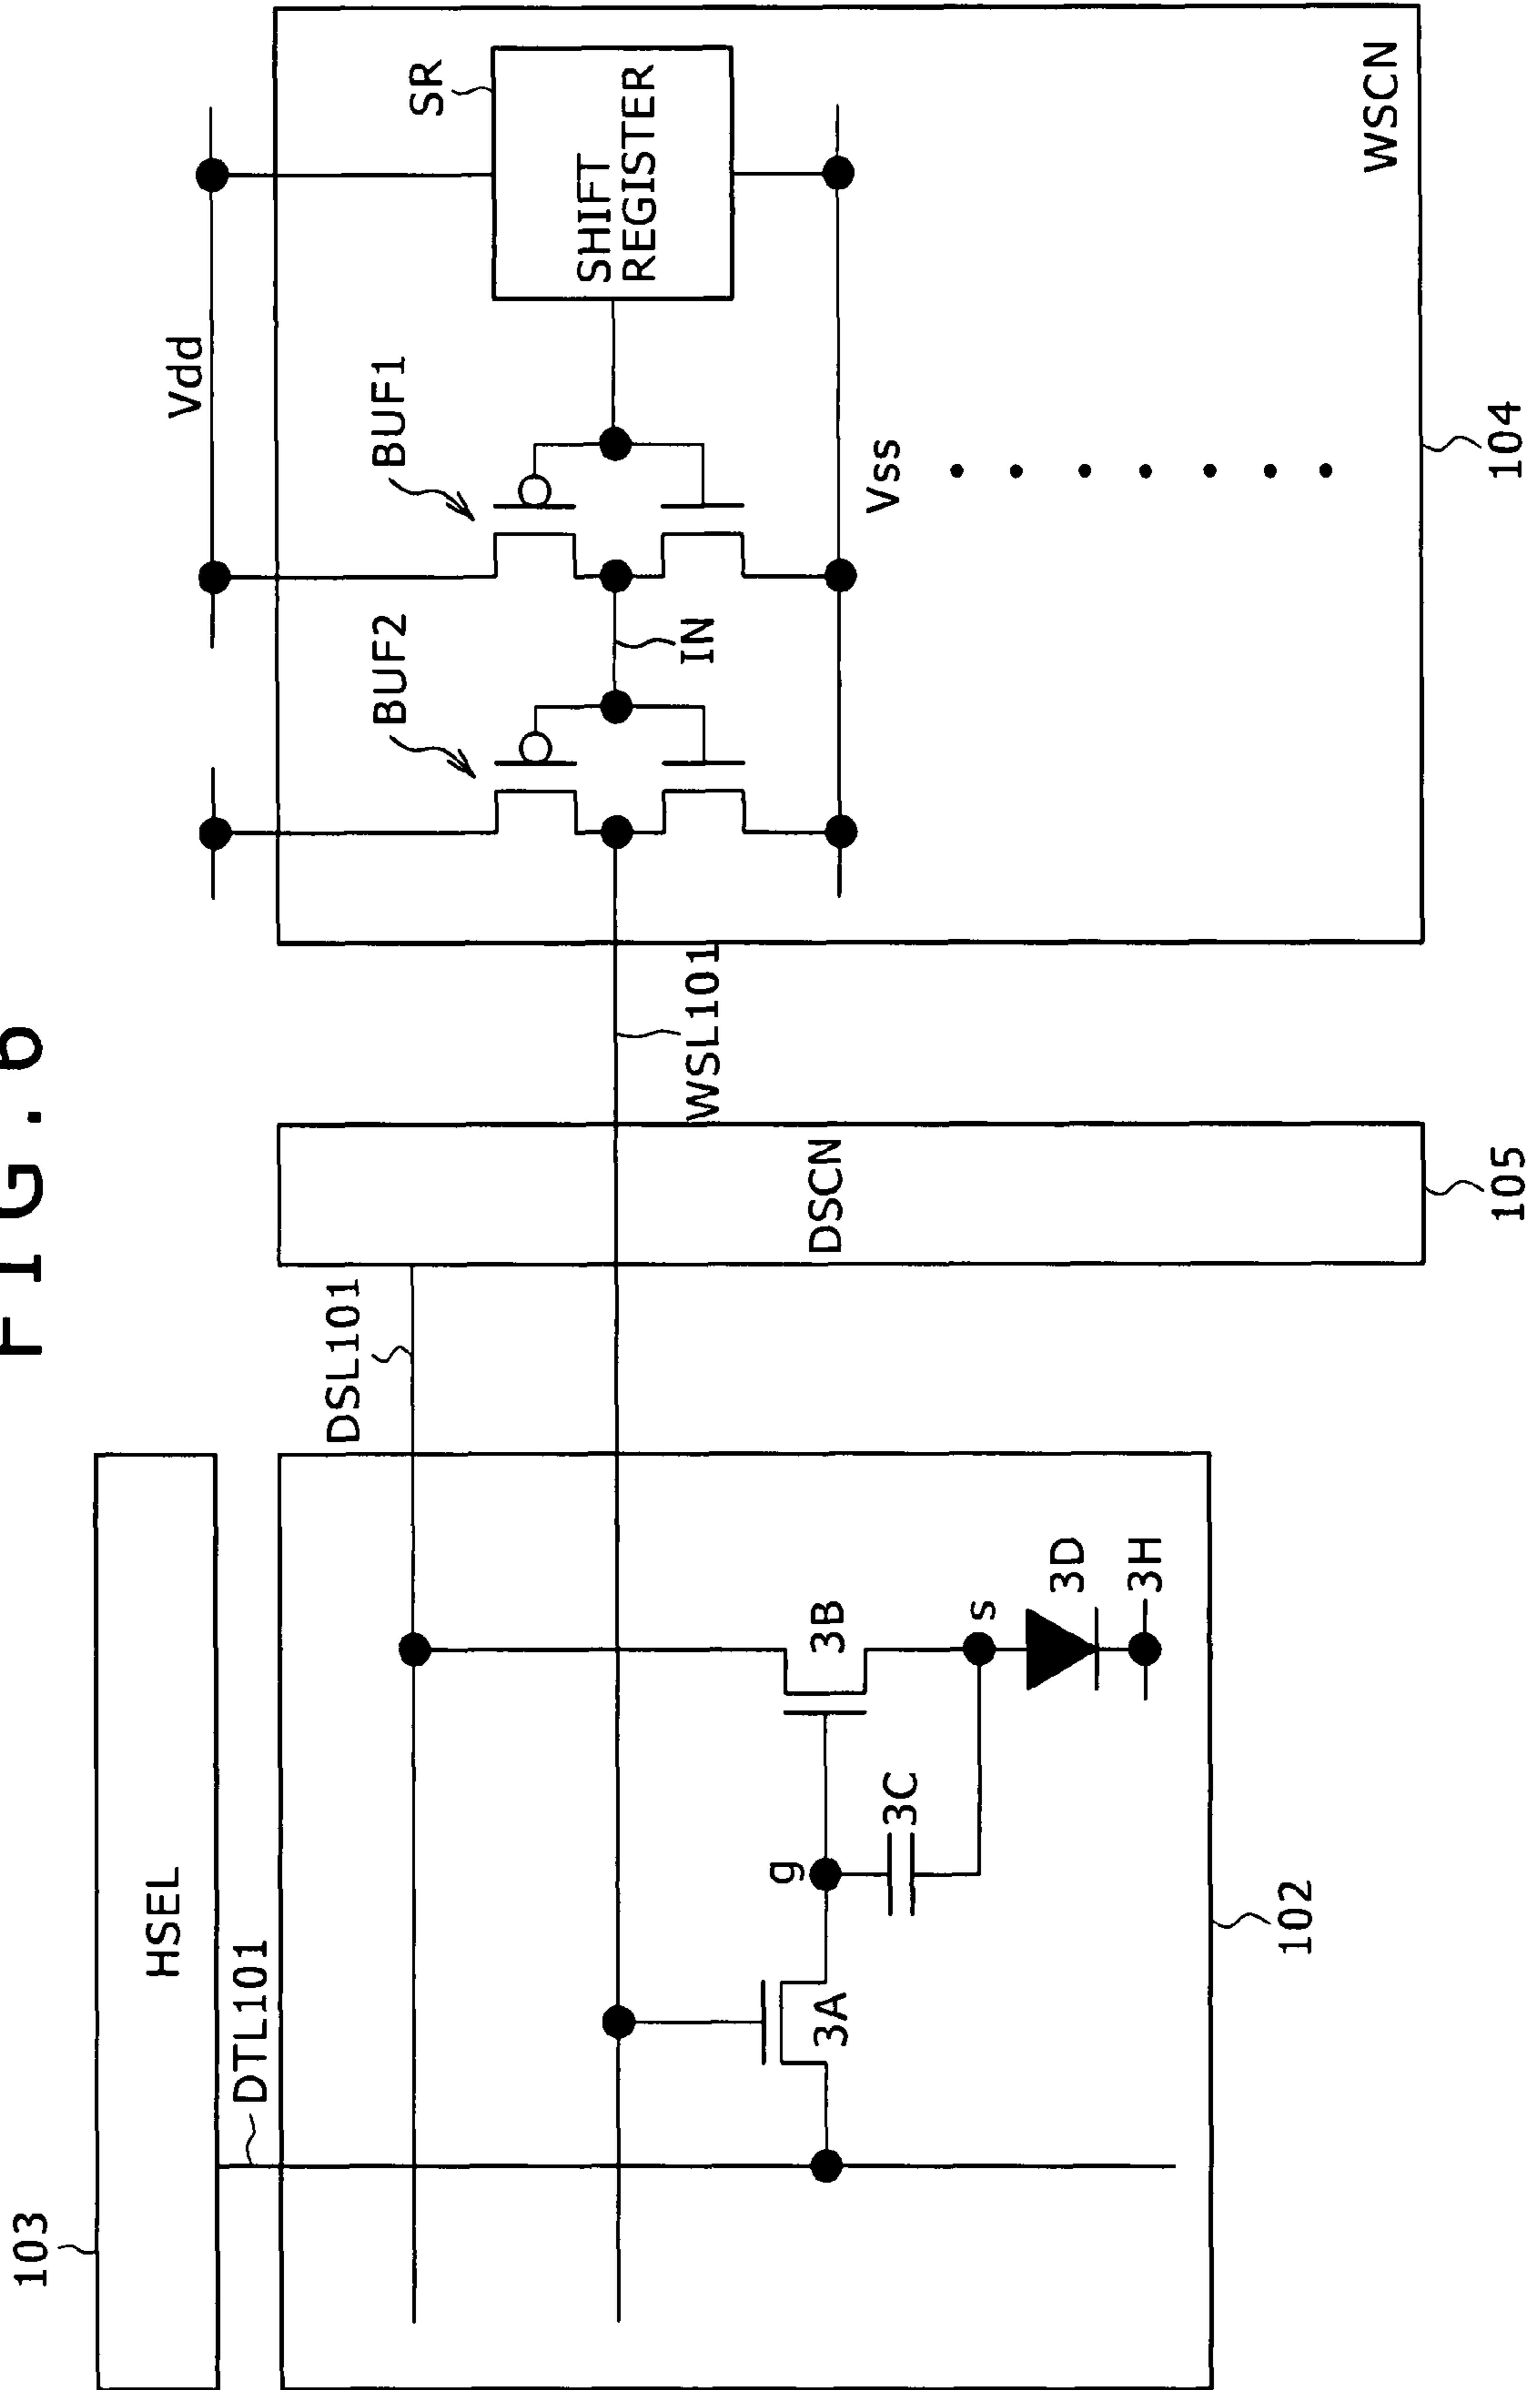 FIG. 6
103
HSEL
DTL101
DSL101
WSL101
DSCN
105
3A
g
3C
3B
s
3D
3H
102
Vdd
BUF2
BUF1
SR
SHIFT
REGISTER
IN
Vss
WSCN
104